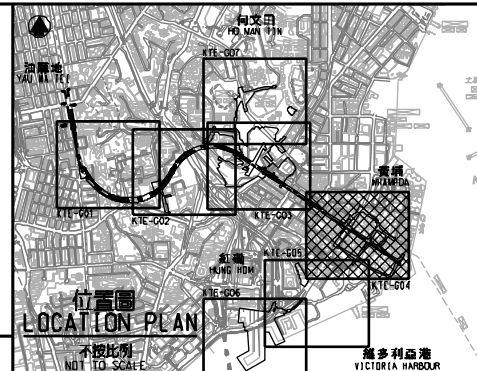 何文田
HO MAN TIN
油麻地
YAU MA TEI
KTE-G07
黃埔
WHAMPOA
KTE-G01
KTE-G02
KTE-G03
紅磡
HUNG HOM
KTE-G05
KTE-G04
位置圖
LOCATION PLAN
KTE-G06
不按比例
NOT TO SCALE
維多利亞港
VICTORIA HARBOUR